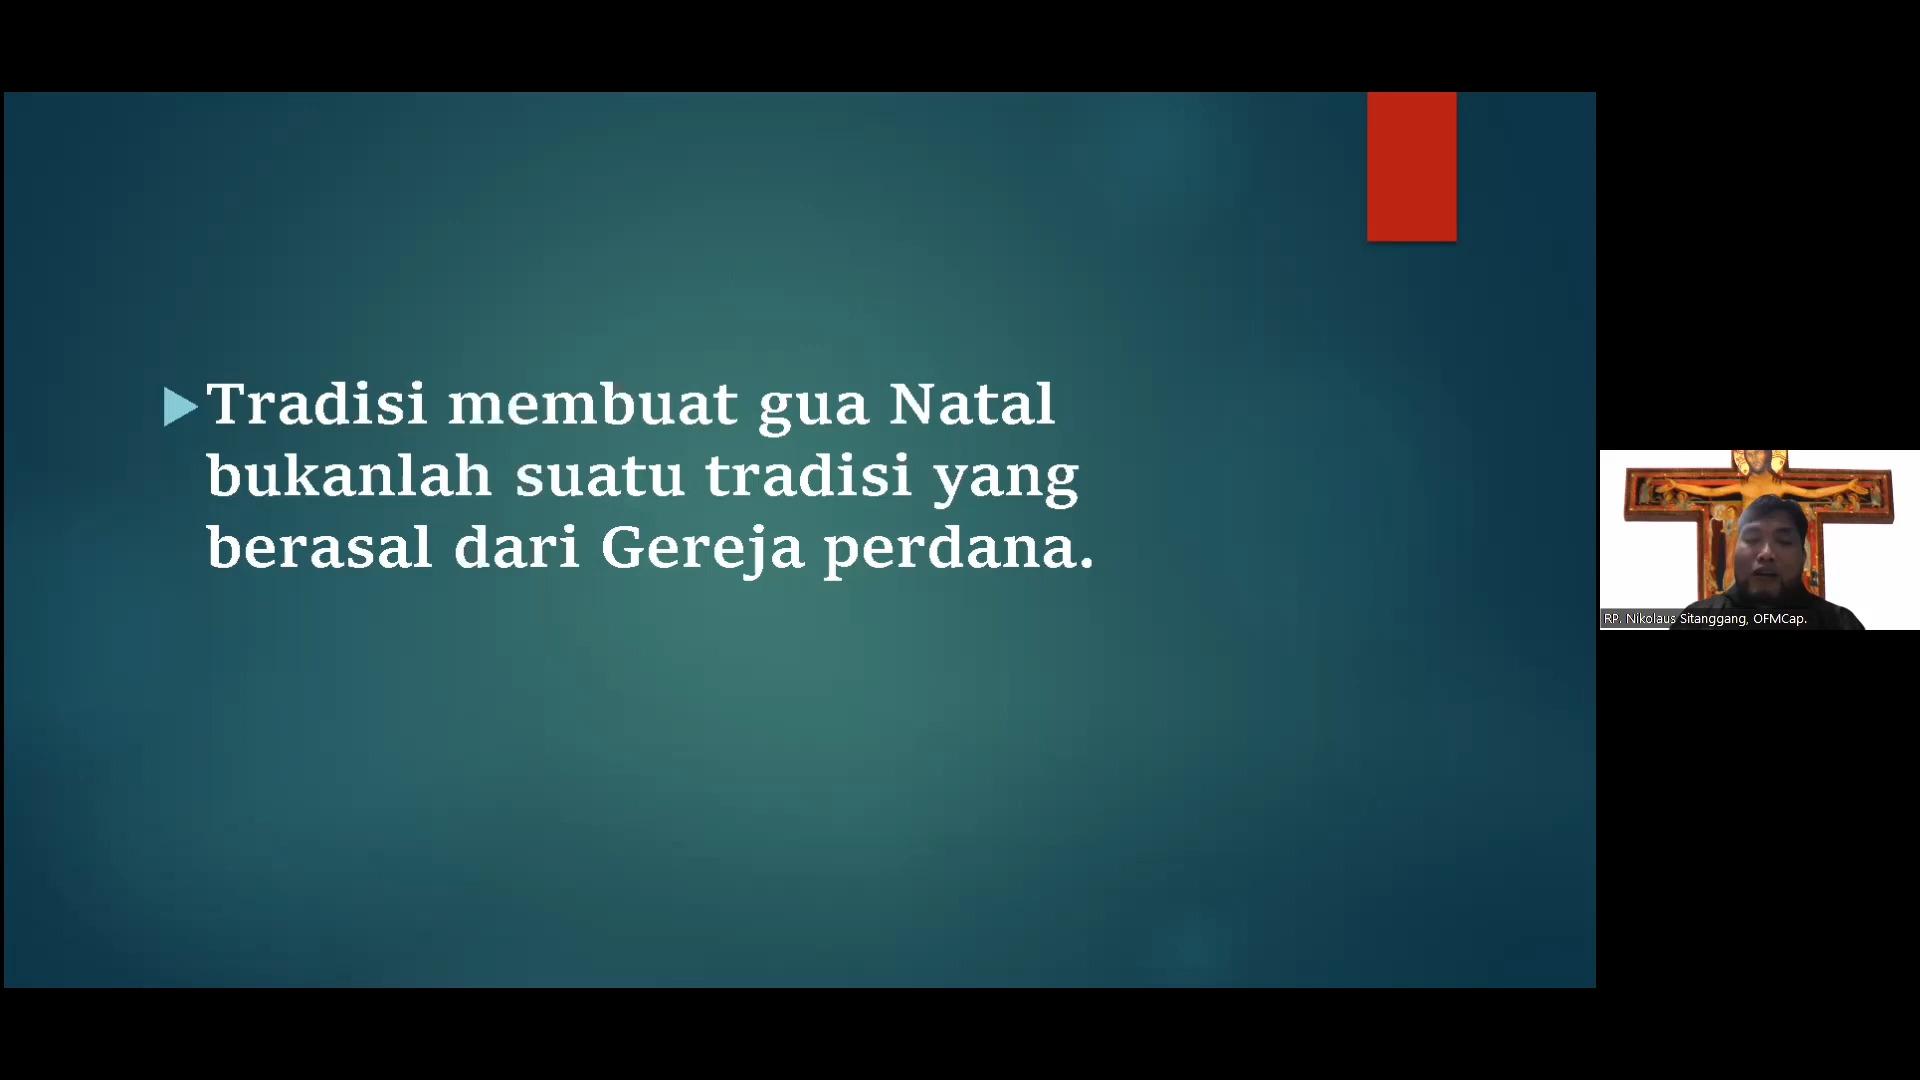 Tradisi membuat gua Natal
bukanlah suatu tradisi yang
berasal dari Gereja perdana.
RP. Nikolaus Sitanggang, OFMCap.